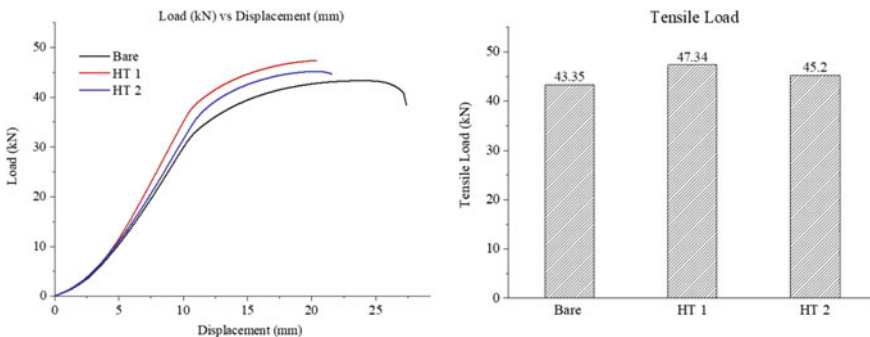 Load (kN) vs Displacement (mm)
Bare
HT 1
HT 2
Load (kN)
50
40
30
20
10
0
0 5 10 15 20 25
Displacement (mm)
Tensile Load
43.35 47.34 45.2
Tensile Load (kN)
50
40
50
20
10
0
Bare HT 1 HT 2